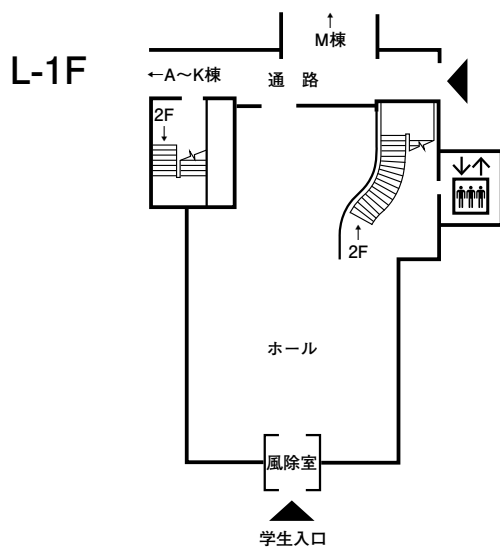 L-1F
↑
M棟
←A〜K棟
通 路
2F
↓
↓↑
↑
2F
ホール
風除室
学生入口